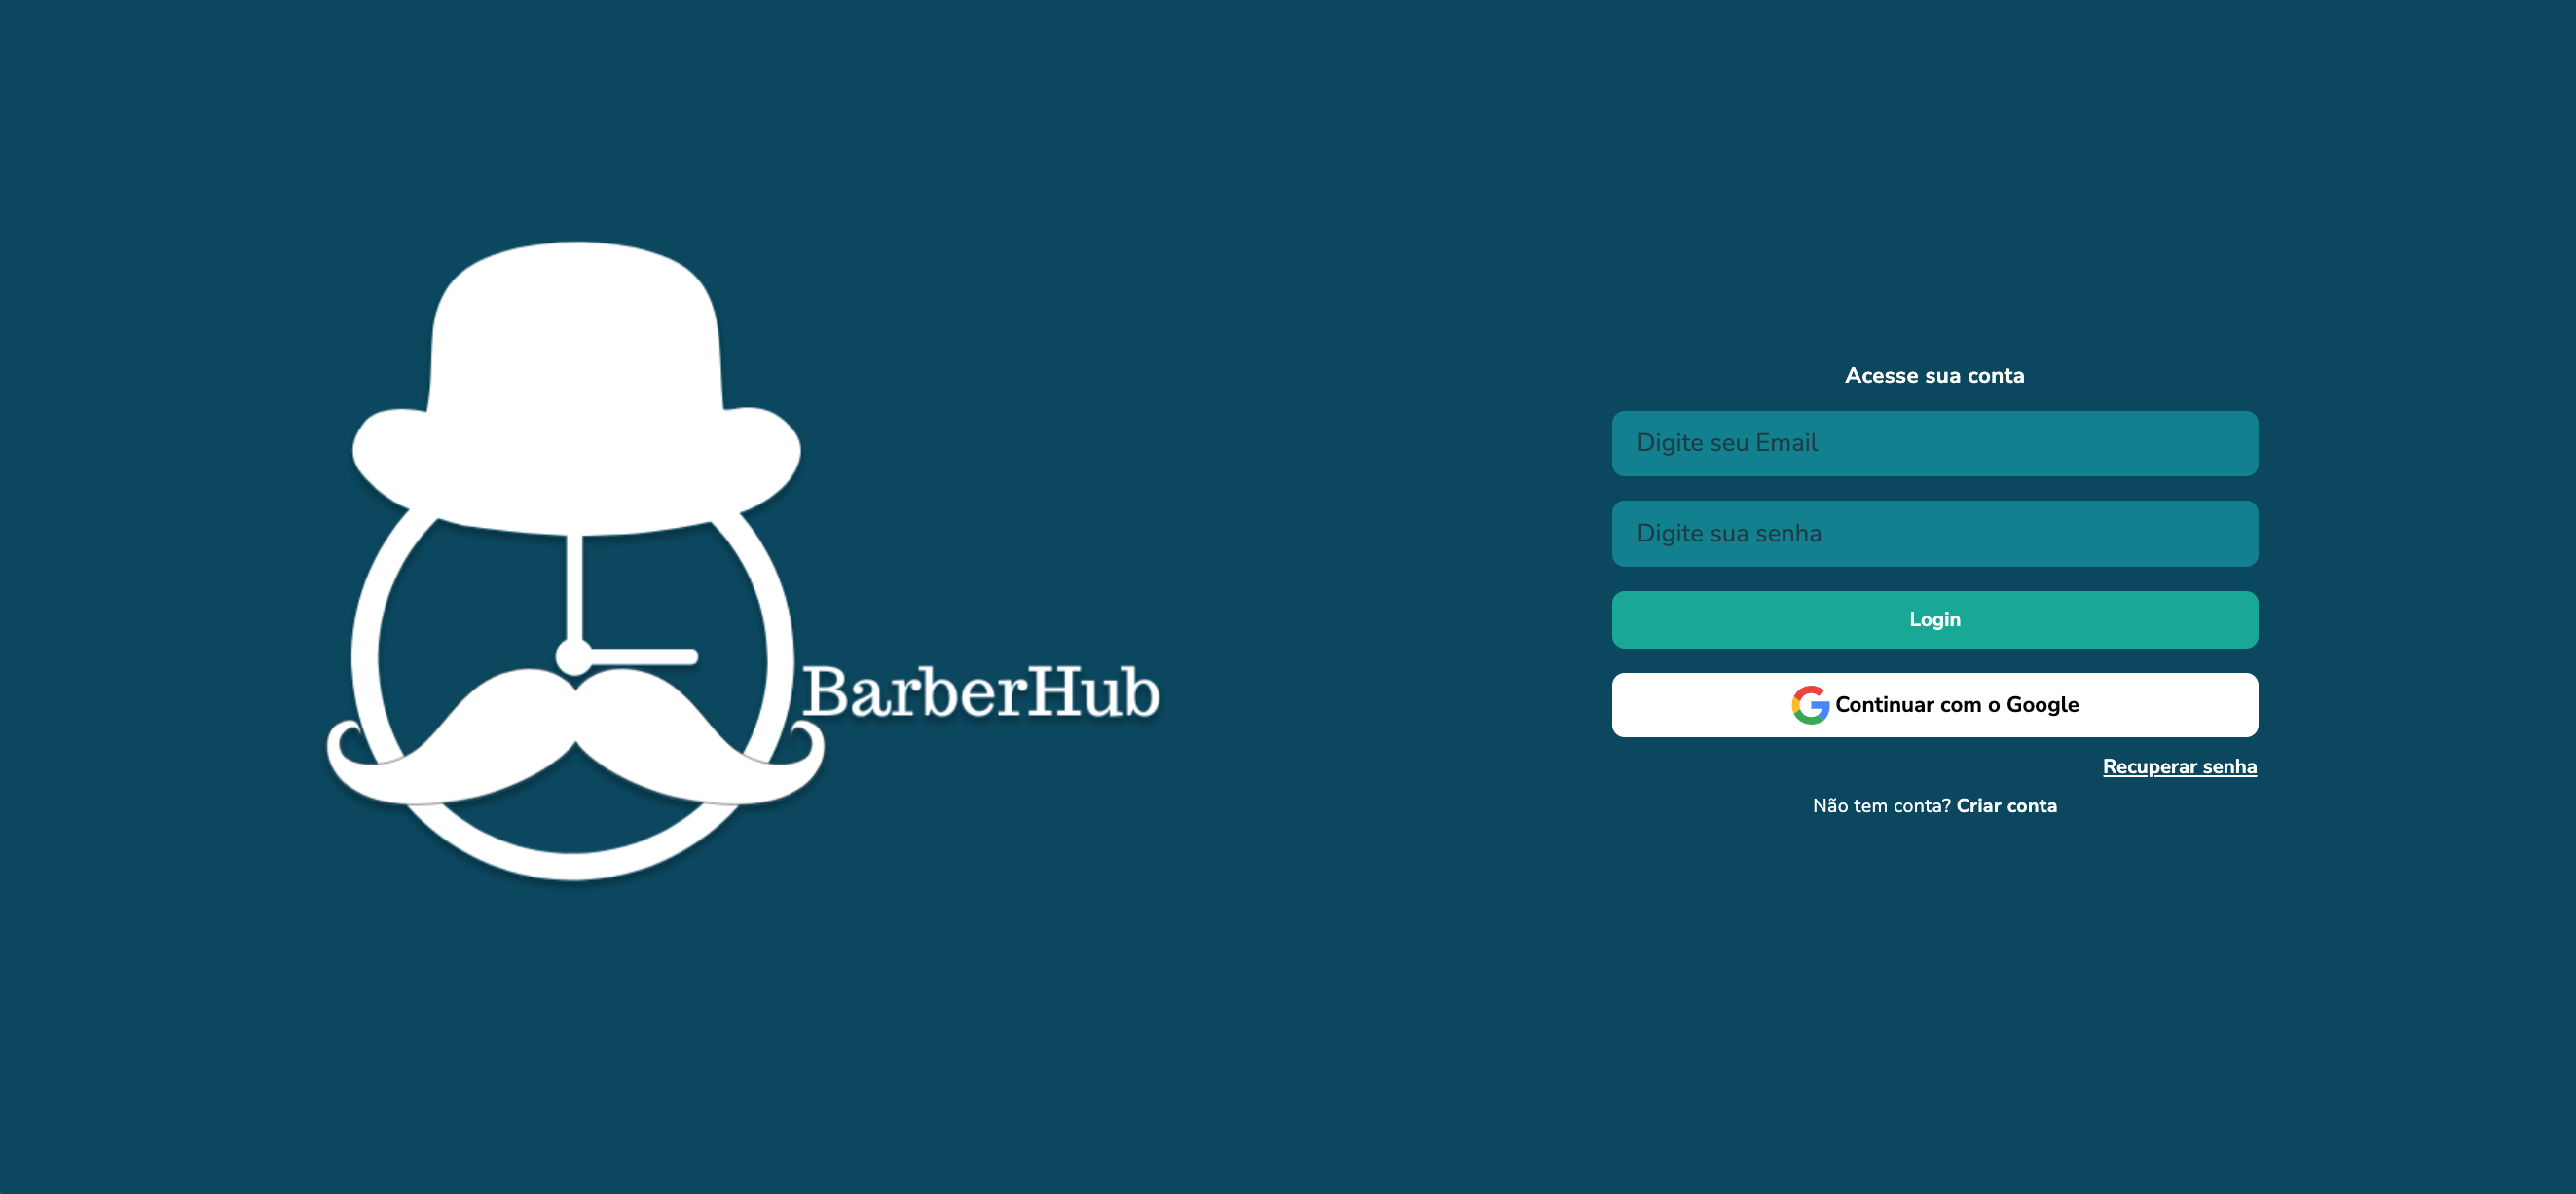 BarberHub
Acesse sua conta
Digite seu Email
Digite sua senha
Login
Continuar com o Google
Recuperar senha
Não tem conta? Criar conta